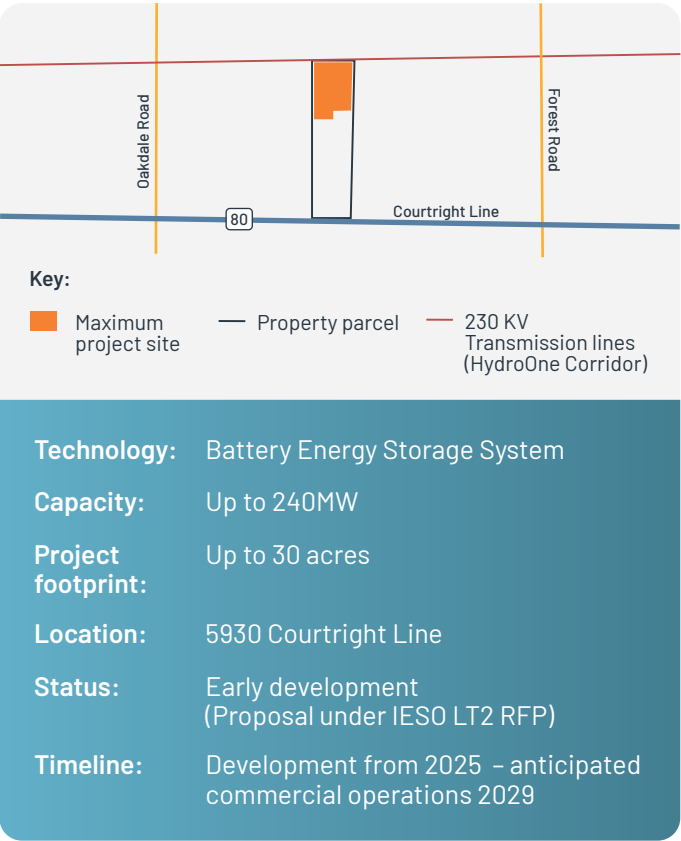 Oakdale Road
Forest Road
80
Courtright Line
Key:
Maximum
project site
Property parcel
230 KV
Transmission lines
(HydroOne Corridor)
Technology: Battery Energy Storage System
Capacity: Up to 240MW
Project Up to 30 acres
footprint:
Location: 5930 Courtright Line
Status: Early development
(Proposal under IESO LT2 RFP)
Timeline: Development from 2025 – anticipated
commercial operations 2029